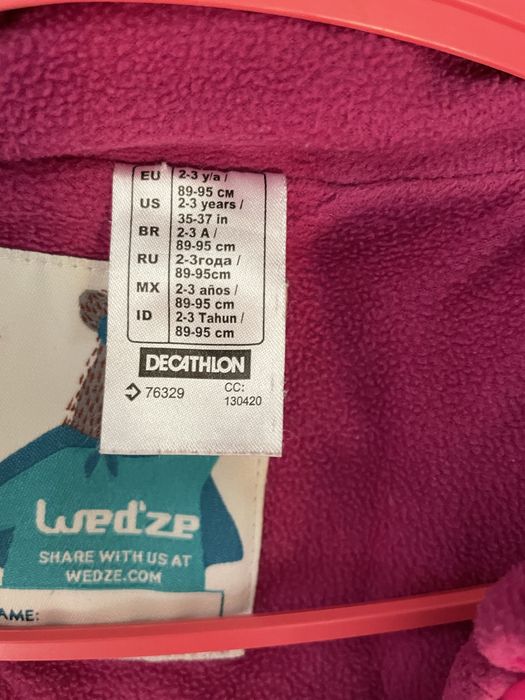 EU 2-3 y/a /
89-95 CM
US 2-3 years /
35-37 in
BR 2-3 A /
89-95 cm
RU 2-3года /
89-95cm
MX 2-3 años /
89-95 cm
ID 2-3 Tahun /
89-95 cm
DECATHLON
76329 CC:
130420
Wed'ze
SHARE WITH US AT
WEDZE.COM
AME: